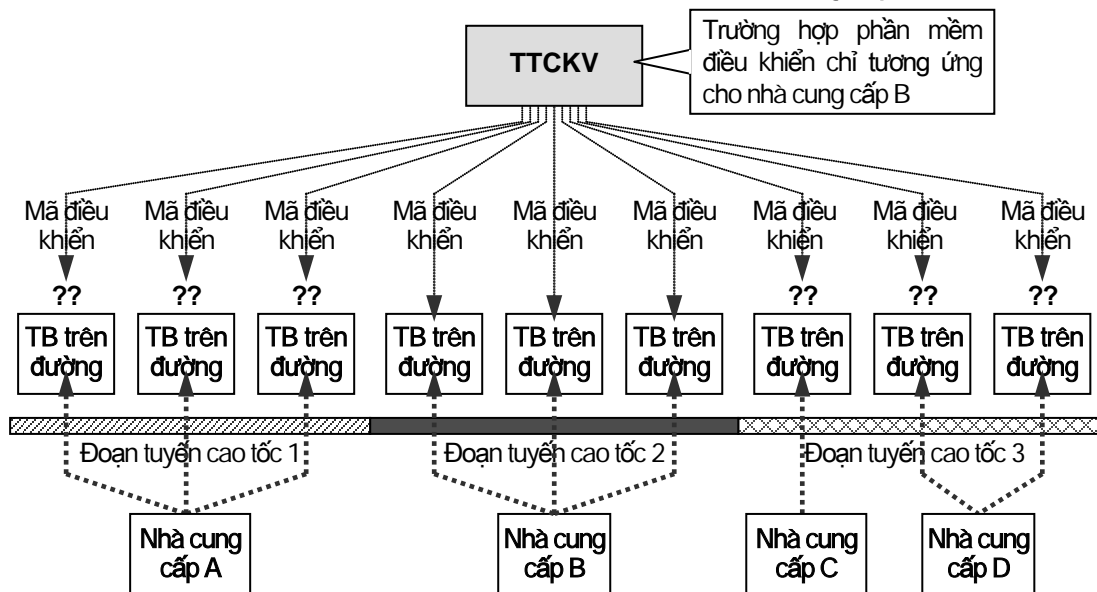 TTCKV
Trường hợp phần mềm
điều khiển chỉ tương ứng
cho nhà cung cấp B
Mã điều khiển
Mã điều khiển
Mã điều khiển
Mã điều khiển
Mã điều khiển
Mã điều khiển
Mã điều khiển
Mã điều khiển
Mã điều khiển
??
??
??
??
??
??
TB trên đường
TB trên đường
TB trên đường
TB trên đường
TB trên đường
TB trên đường
TB trên đường
TB trên đường
TB trên đường
Đoạn tuyến cao tốc 1
Đoạn tuyến cao tốc 2
Đoạn tuyến cao tốc 3
Nhà cung cấp A
Nhà cung cấp B
Nhà cung cấp C
Nhà cung cấp D